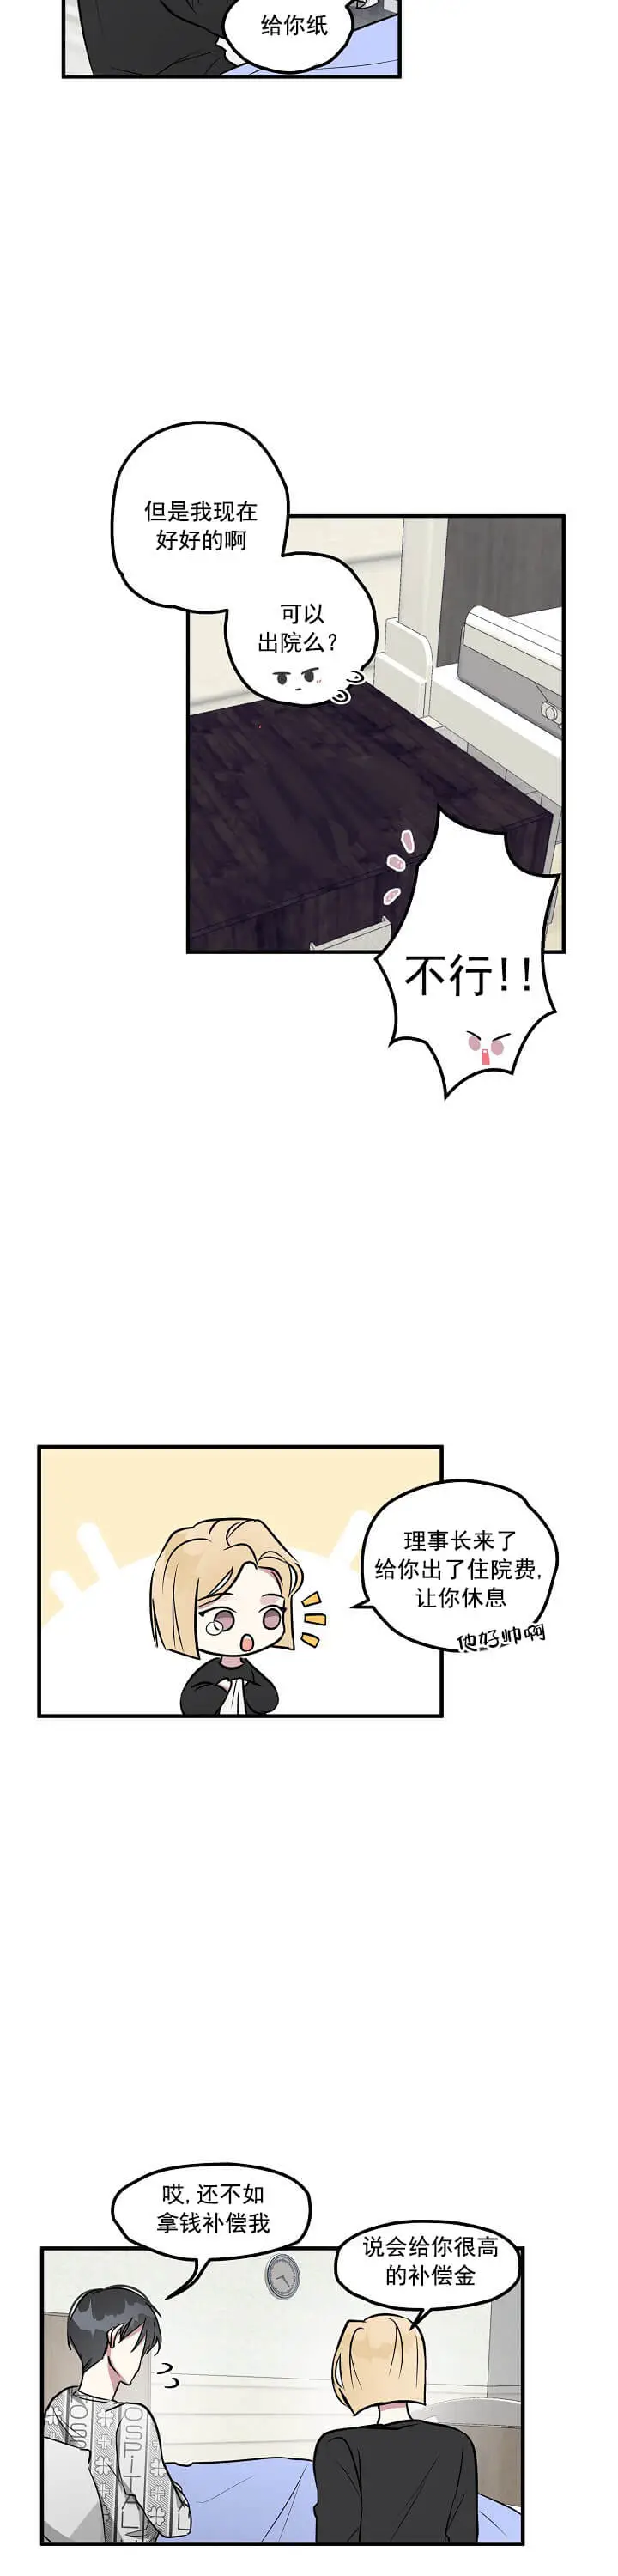 给你纸
但是我现在
好好的啊
可以
出院么？
不行！！
理事长来了
给你出了住院费，
让你休息
他好帅啊
哎，还不如
拿钱补偿我
说会给你很高
的补偿金
HOSPITAL